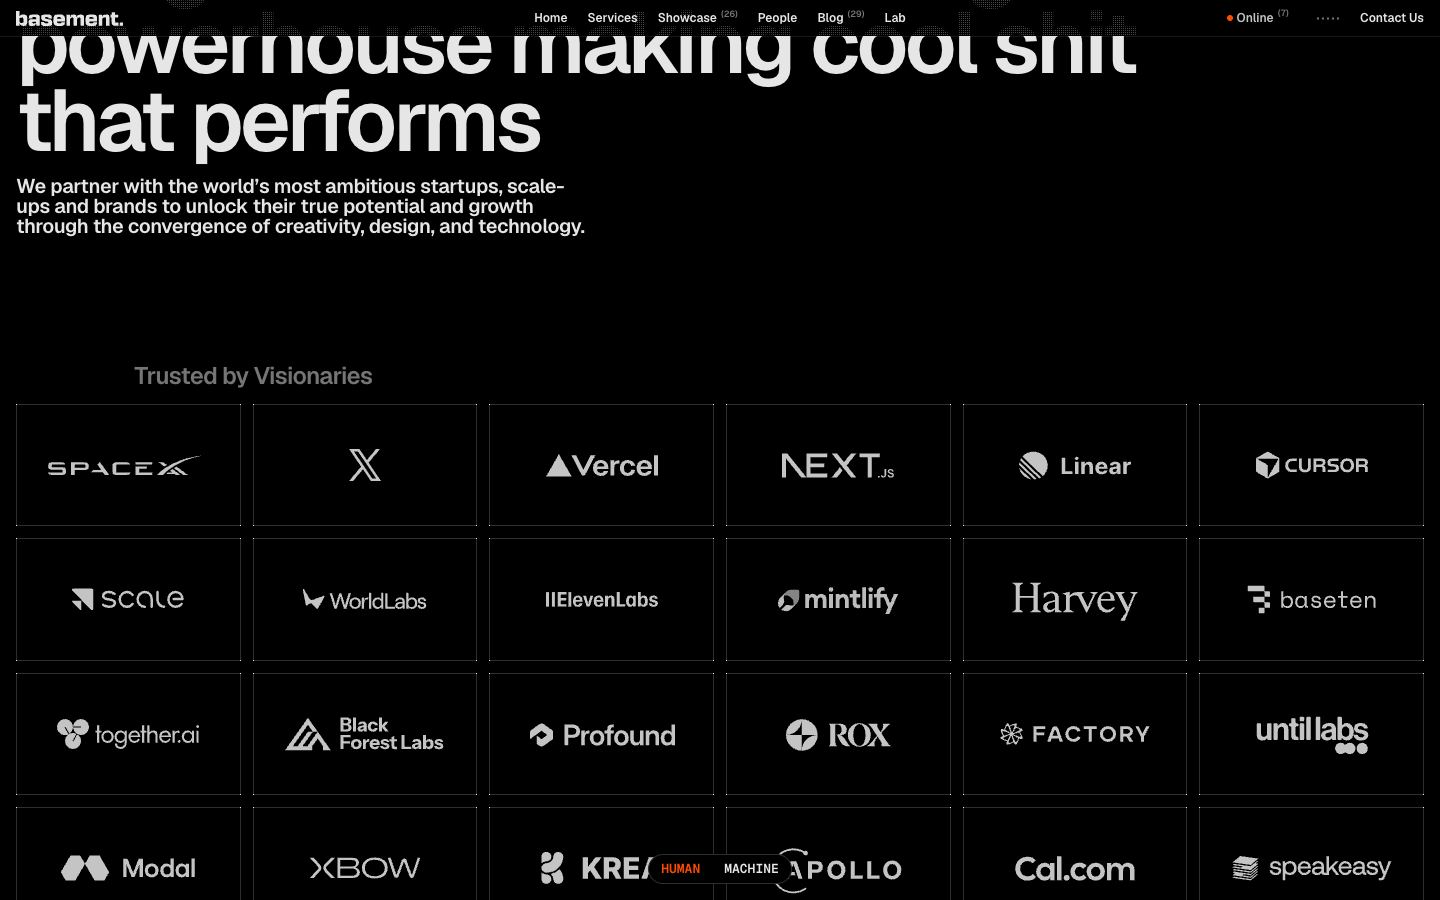 basement.
Home Services Showcase (26) People Blog (29) Lab
Online (7)
Contact Us
powerhouse making cool shit
that performs
We partner with the world’s most ambitious startups, scale-
ups and brands to unlock their true potential and growth
through the convergence of creativity, design, and technology.
Trusted by Visionaries
SPACEX
X
Vercel
NEXT.JS
Linear
CURSOR
scale
WorldLabs
IIElevenLabs
mintlify
Harvey
baseten
together.ai
Black
Forest Labs
Profound
ROX
FACTORY
until labs
Modal
XBOW
KREA
APOLLO
Cal.com
speakeasy
HUMAN MACHINE